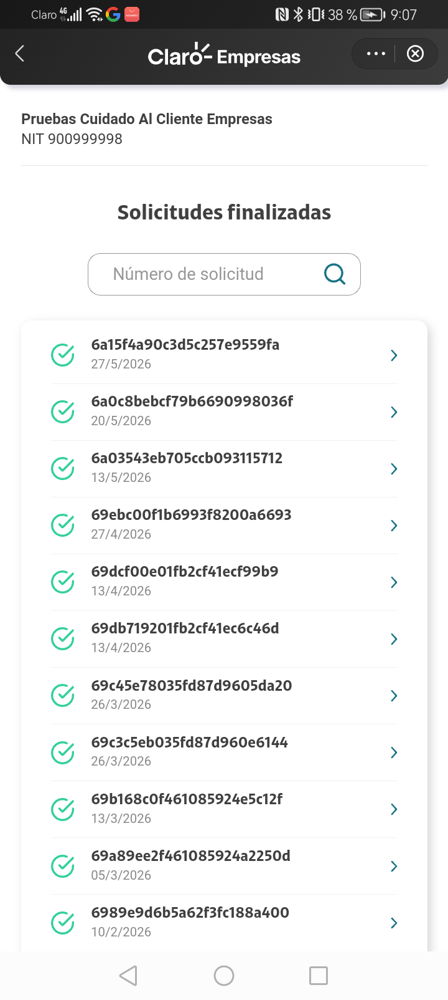 Claro 4G 38 % 9:07
Claro- Empresas
Pruebas Cuidado Al Cliente Empresas
NIT 900999998
Solicitudes finalizadas
Número de solicitud
6a15f4a90c3d5c257e9559fa
27/5/2026
6a0c8bebcf79b6690998036f
20/5/2026
6a03543eb705ccb093115712
13/5/2026
69ebc00f1b6993f8200a6693
27/4/2026
69dcf00e01fb2cf41ecf99b9
13/4/2026
69db719201fb2cf41ec6c46d
13/4/2026
69c45e78035fd87d9605da20
26/3/2026
69c3c5eb035fd87d960e6144
26/3/2026
69b168c0f461085924e5c12f
13/3/2026
69a89ee2f461085924a2250d
05/3/2026
6989e9d6b5a62f3fc188a400
10/2/2026